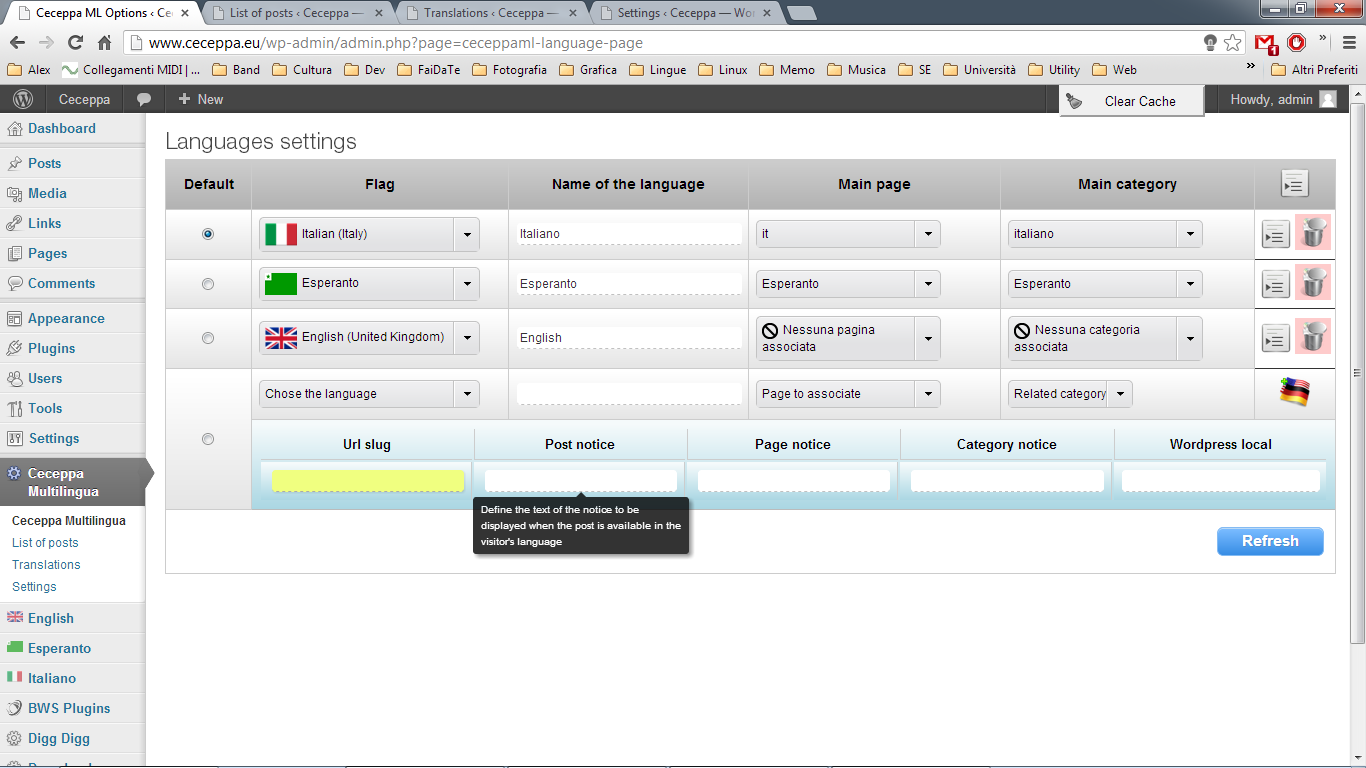 Ceceppa ML Options ‹ Ce
List of posts ‹ Ceceppa —
Translations ‹ Ceceppa —
Settings ‹ Ceceppa — Wor
www.ceceppa.eu/wp-admin/admin.php?page=ceceppaml-language-page
1
»
Alex
Collegamenti MIDI | ...
Band
Cultura
Dev
FaiDaTe
Fotografia
Grafica
Lingue
Linux
Memo
Musica
SE
Università
Utility
Web
»
Altri Preferiti
Ceceppa
New
Clear Cache
Howdy, admin
Dashboard
Posts
Media
Links
Pages
Comments
Appearance
Plugins
Users
Tools
Settings
Ceceppa
Multilingua
Ceceppa Multilingua
List of posts
Translations
Settings
English
Esperanto
Italiano
BWS Plugins
Digg Digg
Languages settings
Default
Flag
Name of the language
Main page
Main category
Italian (Italy)
Italiano
it
italiano
Esperanto
Esperanto
Esperanto
Esperanto
English (United Kingdom)
English
Nessuna pagina
associata
Nessuna categoria
associata
Chose the language
Page to associate
Related category
Url slug
Post notice
Page notice
Category notice
Wordpress local
Define the text of the notice to be
displayed when the post is available in the
visitor's language
Refresh